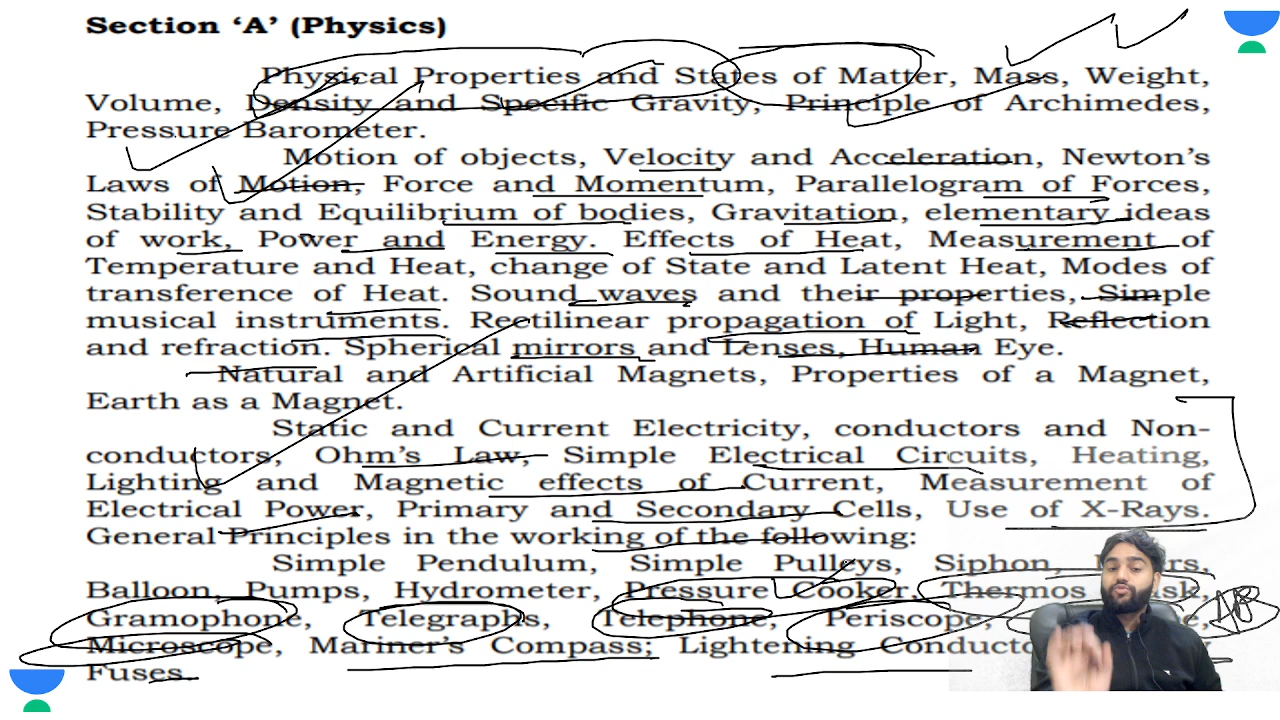 Section ‘A’ (Physics)
Physical Properties and States of Matter, Mass, Weight,
Volume, Density and Specific Gravity, Principle of Archimedes,
Pressure Barometer.
Motion of objects, Velocity and Acceleration, Newton’s
Laws of Motion, Force and Momentum, Parallelogram of Forces,
Stability and Equilibrium of bodies, Gravitation, elementary ideas
of work, Power and Energy. Effects of Heat, Measurement of
Temperature and Heat, change of State and Latent Heat, Modes of
transference of Heat. Sound waves and their properties, Simple
musical instruments. Rectilinear propagation of Light, Reflection
and refraction. Spherical mirrors and Lenses, Human Eye.
Natural and Artificial Magnets, Properties of a Magnet,
Earth as a Magnet.
Static and Current Electricity, conductors and Non-
conductors, Ohm’s Law, Simple Electrical Circuits, Heating,
Lighting and Magnetic effects of Current, Measurement of
Electrical Power, Primary and Secondary Cells, Use of X-Rays.
General Principles in the working of the following:
Simple Pendulum, Simple Pulleys, Siphon,
Balloon, Pumps, Hydrometer, Pressure Cooker, Thermos
Gramophone, Telegraphs, Telephone, Periscope,
Microscope, Mariner’s Compass; Lightening
Fuses.